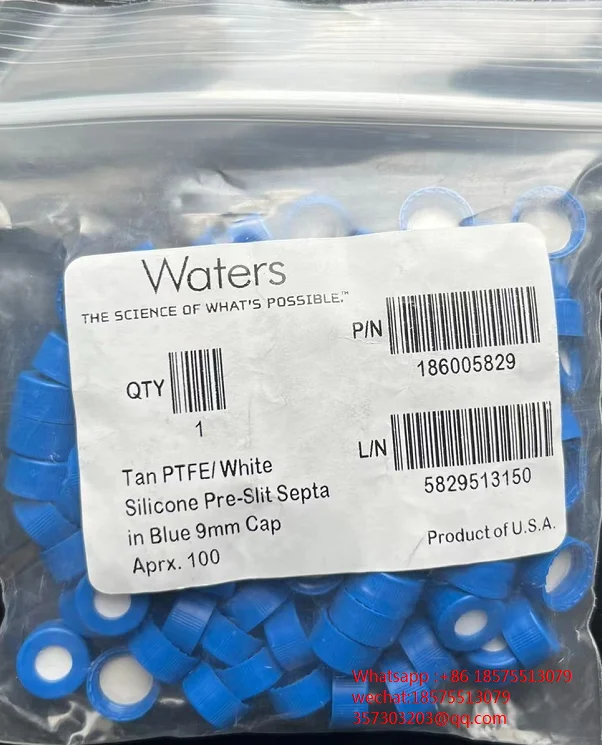 Waters
THE SCIENCE OF WHAT'S POSSIBLE.™
P/N
186005829
QTY
1
L/N
5829513150
Tan PTFE/White
Silicone Pre-Slit Septa
in Blue 9mm Cap
Aprx. 100
Product of U.S.A.
Whatsapp :+86 18575513079
wechat:18575513079
357303203@qq.com